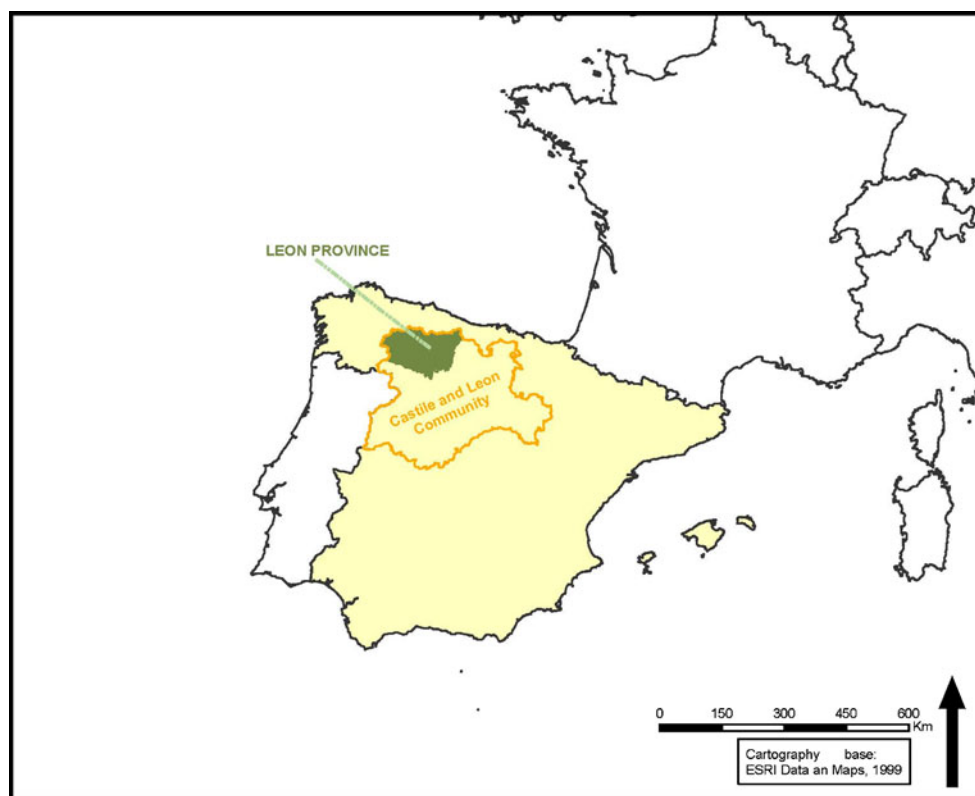 LEON PROVINCE
Castile and Leon
Community
0 150 300 450 600
Km
Cartography base:
ESRI Data an Maps, 1999